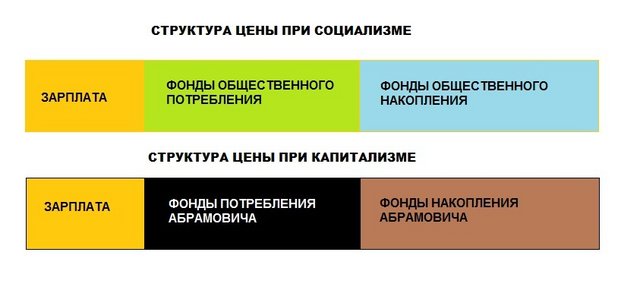 СТРУКТУРА ЦЕНЫ ПРИ СОЦИАЛИЗМЕ
ЗАРПЛАТА
ФОНДЫ ОБЩЕСТВЕННОГО
ПОТРЕБЛЕНИЯ
ФОНДЫ ОБЩЕСТВЕННОГО
НАКОПЛЕНИЯ
СТРУКТУРА ЦЕНЫ ПРИ КАПИТАЛИЗМЕ
ЗАРПЛАТА
ФОНДЫ ПОТРЕБЛЕНИЯ
АБРАМОВИЧА
ФОНДЫ НАКОПЛЕНИЯ
АБРАМОВИЧА